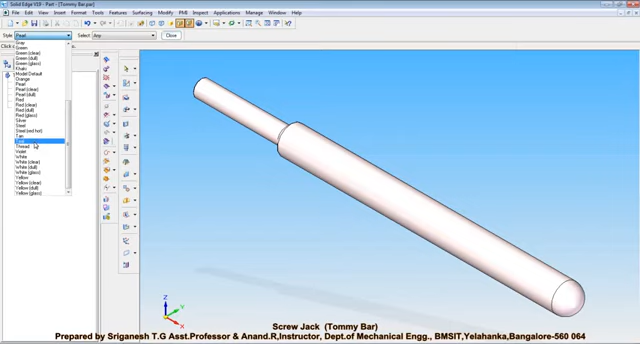 Solid Edge V19 - Part - [Tommy Bar.par]
File Edit View Insert Format Tools Features Surfacing Modify PMI Inspect Applications Manage Window Help
Style: Pearl Select: Any Close
Gray
Green
Green (clear)
Green (dull)
Green (glass)
Khaki
Model Default
Orange
Pearl
Pearl (clear)
Pearl (dull)
Red
Red (clear)
Red (dull)
Red (glass)
Silver
Steel
Steel (red hot)
Tan
Thread
Violet
White
White (clear)
White (dull)
White (glass)
Yellow
Yellow (clear)
Yellow (dull)
Yellow (glass)
Z
Y
X
Screw Jack (Tommy Bar)
Prepared by Sriganesh T.G Asst.Professor & Anand.R,Instructor, Dept.of Mechanical Engg., BMSIT,Yelahanka,Bangalore-560 064